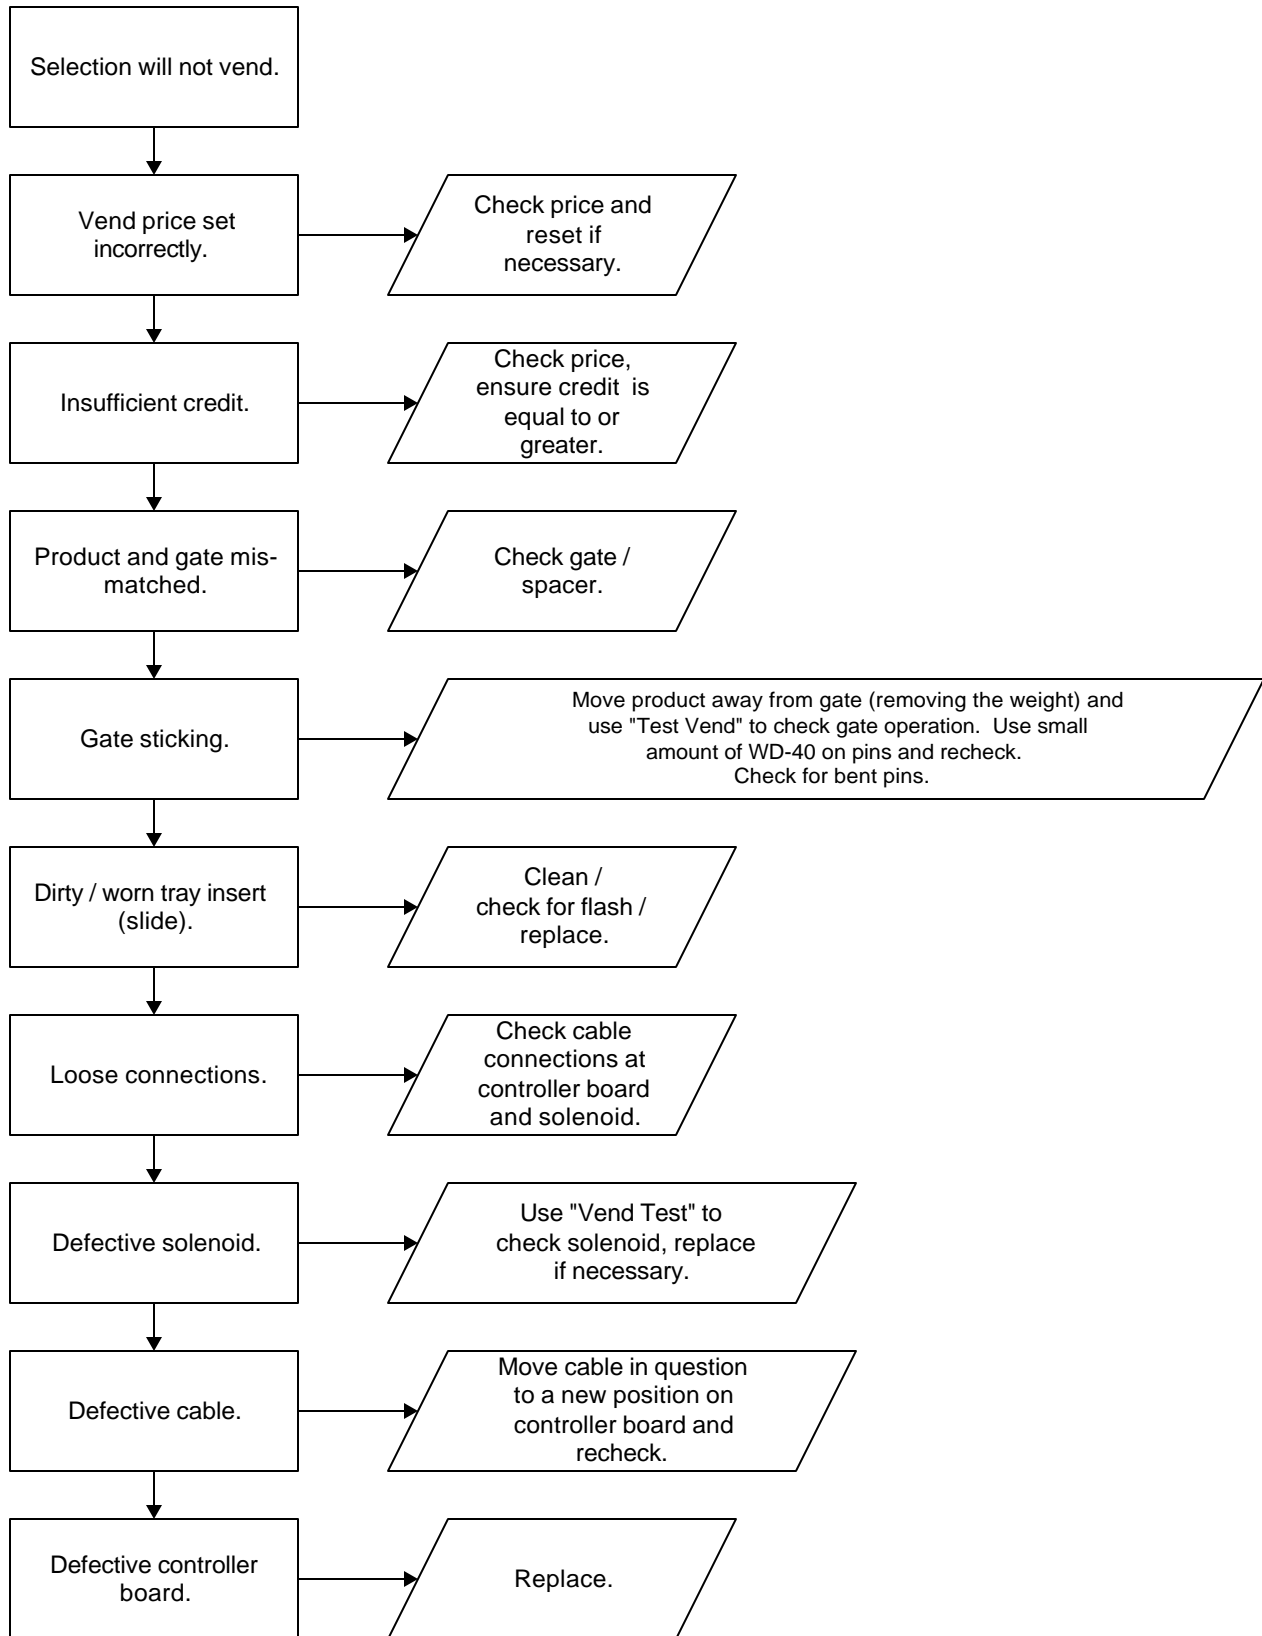 Selection will not vend.
Vend price set
incorrectly.
Check price and
reset if
necessary.
Insufficient credit.
Check price,
ensure credit is
equal to or
greater.
Product and gate mis-
matched.
Check gate /
spacer.
Gate sticking.
Move product away from gate (removing the weight) and
use "Test Vend" to check gate operation. Use small
amount of WD-40 on pins and recheck.
Check for bent pins.
Dirty / worn tray insert
(slide).
Clean /
check for flash /
replace.
Loose connections.
Check cable
connections at
controller board
and solenoid.
Defective solenoid.
Use "Vend Test" to
check solenoid, replace
if necessary.
Defective cable.
Move cable in question
to a new position on
controller board and
recheck.
Defective controller
board.
Replace.